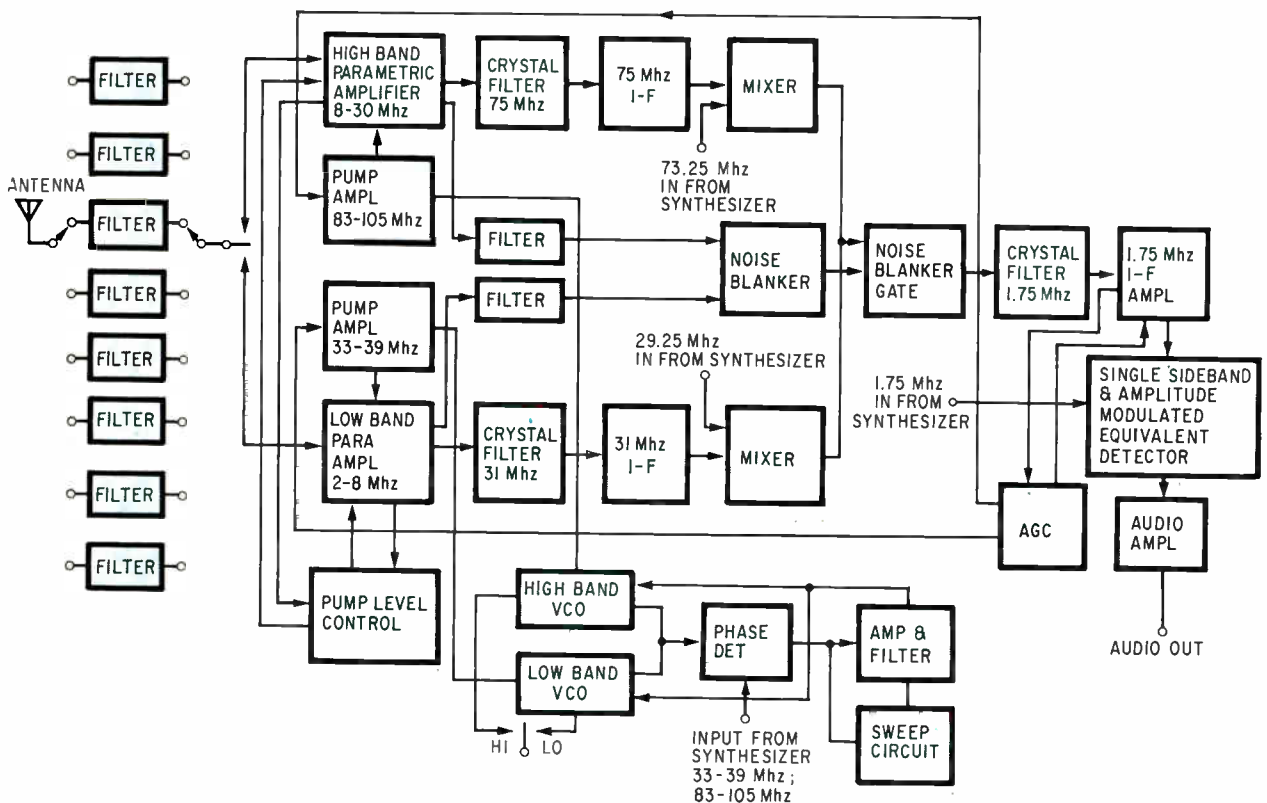 HIGH BAND
PARAMETRIC
AMPLIFIER
8-30 Mhz
CRYSTAL
FILTER
75 Mhz
75 Mhz
I-F
MIXER
FILTER
FILTER
ANTENNA
FILTER
FILTER
FILTER
FILTER
FILTER
FILTER
PUMP
AMPL
83-105 Mhz
73.25 Mhz
IN FROM
SYNTHESIZER
FILTER
FILTER
NOISE
BLANKER
NOISE
BLANKER
GATE
CRYSTAL
FILTER
1.75 Mhz
1.75 Mhz
I-F
AMPL
PUMP
AMPL
33-39 Mhz
29.25 Mhz
IN FROM SYNTHESIZER
1.75 Mhz
IN FROM
SYNTHESIZER
SINGLE SIDEBAND
& AMPLITUDE
MODULATED
EQUIVALENT
DETECTOR
LOW BAND
PARA
AMPL
2-8 Mhz
CRYSTAL
FILTER
31 Mhz
31 Mhz
I-F
MIXER
AGC
AUDIO
AMPL
AUDIO OUT
PUMP LEVEL
CONTROL
HIGH BAND
VCO
LOW BAND
VCO
PHASE
DET
AMP &
FILTER
SWEEP
CIRCUIT
HI LO
INPUT FROM
SYNTHESIZER
33-39 Mhz;
83-105 Mhz